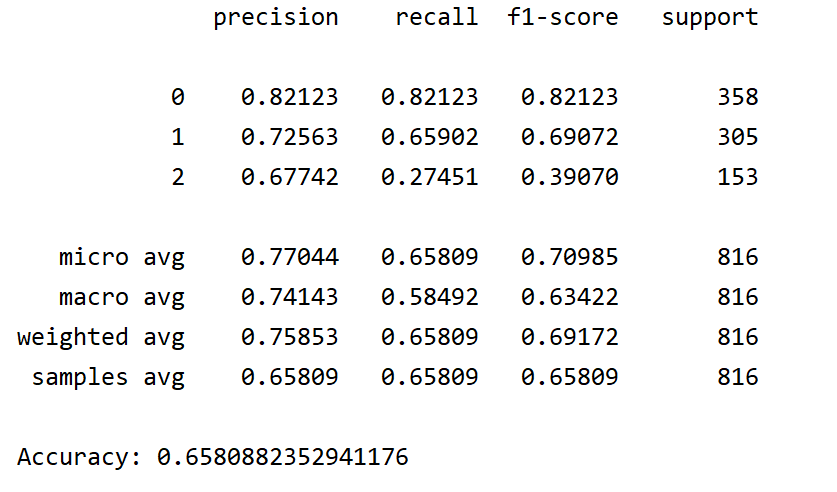 precision recall f1-score support
0 0.82123 0.82123 0.82123 358
1 0.72563 0.65902 0.69072 305
2 0.67742 0.27451 0.39070 153
micro avg 0.77044 0.65809 0.70985 816
macro avg 0.74143 0.58492 0.63422 816
weighted avg 0.75853 0.65809 0.69172 816
samples avg 0.65809 0.65809 0.65809 816
Accuracy: 0.6580882352941176